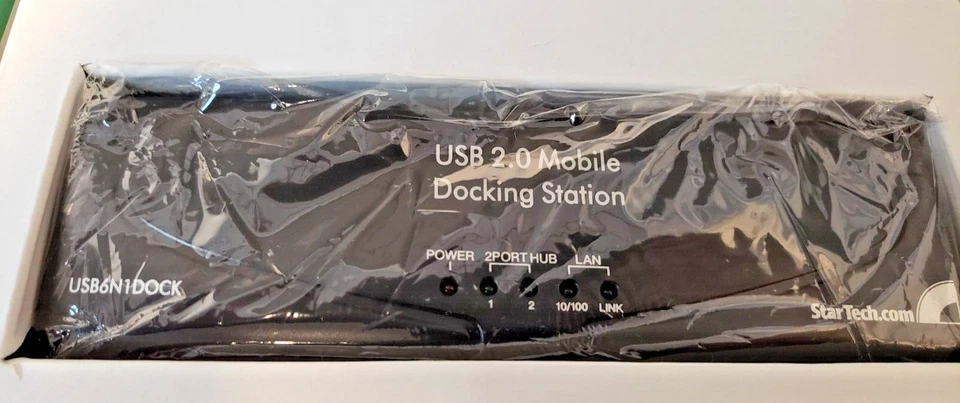 USB 2.0 Mobile
Docking Station
POWER 2PORT HUB LAN
USB6N1DOCK
1 2 10/100 LINK
StarTech.com